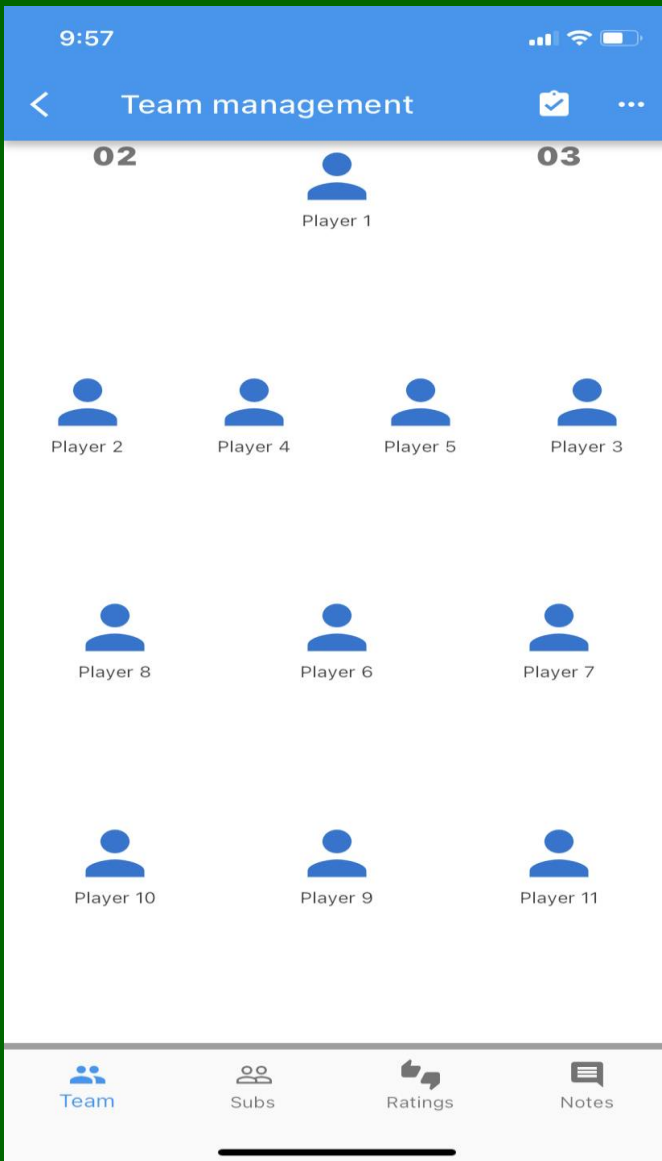 9:57
Team management
02 03
Player 1
Player 2 Player 4 Player 5 Player 3
Player 8 Player 6 Player 7
Player 10 Player 9 Player 11
Team Subs Ratings Notes